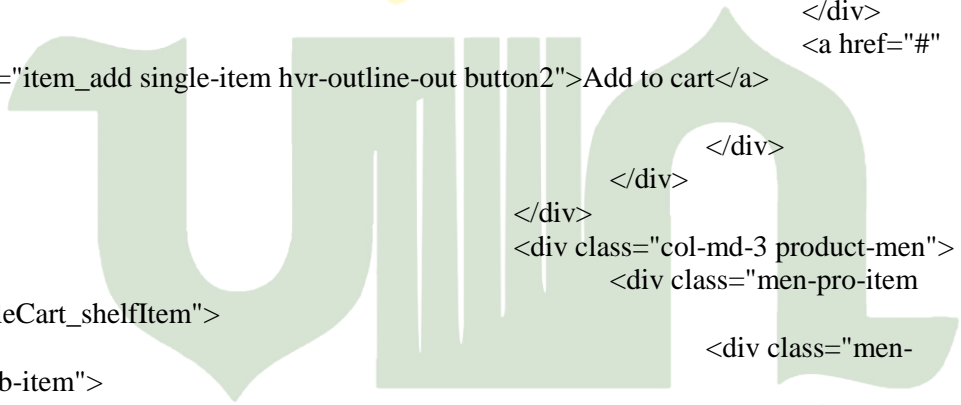 </div>
<a href="#"
="item_add single-item hvr-outline-out button2">Add to cart</a>
</div>
</div>
</div>
<div class="col-md-3 product-men">
<div class="men-pro-item
eCart_shelfItem">
<div class="men-
b-item">